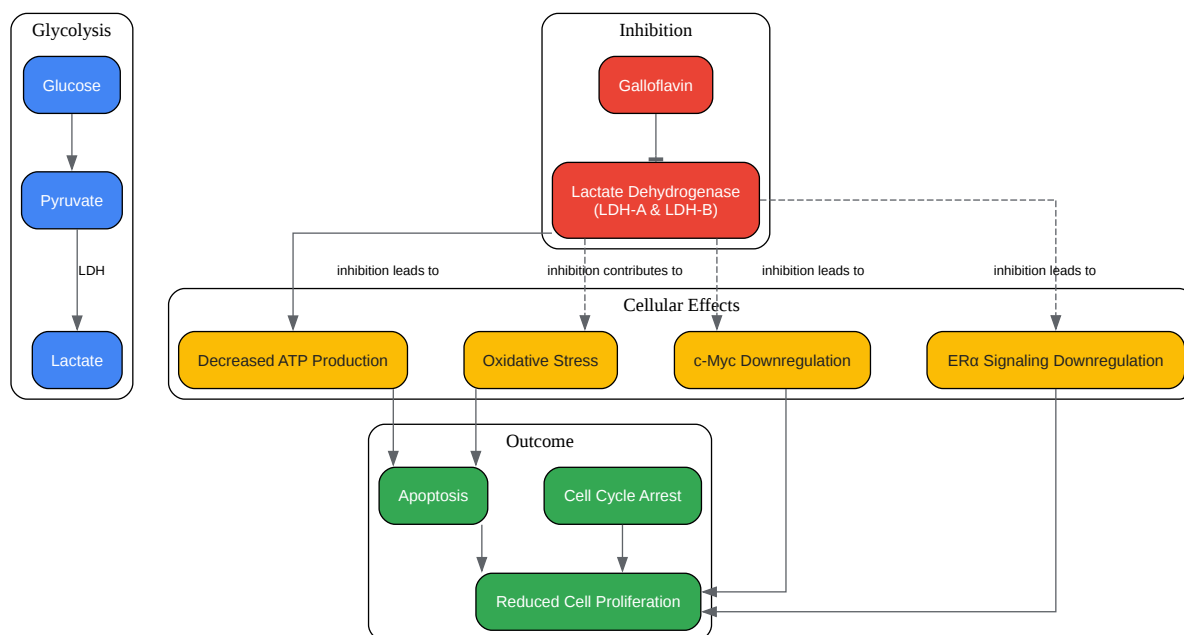 Glycolysis
Glucose
Pyruvate
LDH
Lactate
Inhibition
Galloflavin
Lactate Dehydrogenase
(LDH-A & LDH-B)
inhibition leads to
inhibition contributes to
inhibition leads to
inhibition leads to
Cellular Effects
Decreased ATP Production
Oxidative Stress
c-Myc Downregulation
ERα Signaling Downregulation
Outcome
Apoptosis
Cell Cycle Arrest
Reduced Cell Proliferation